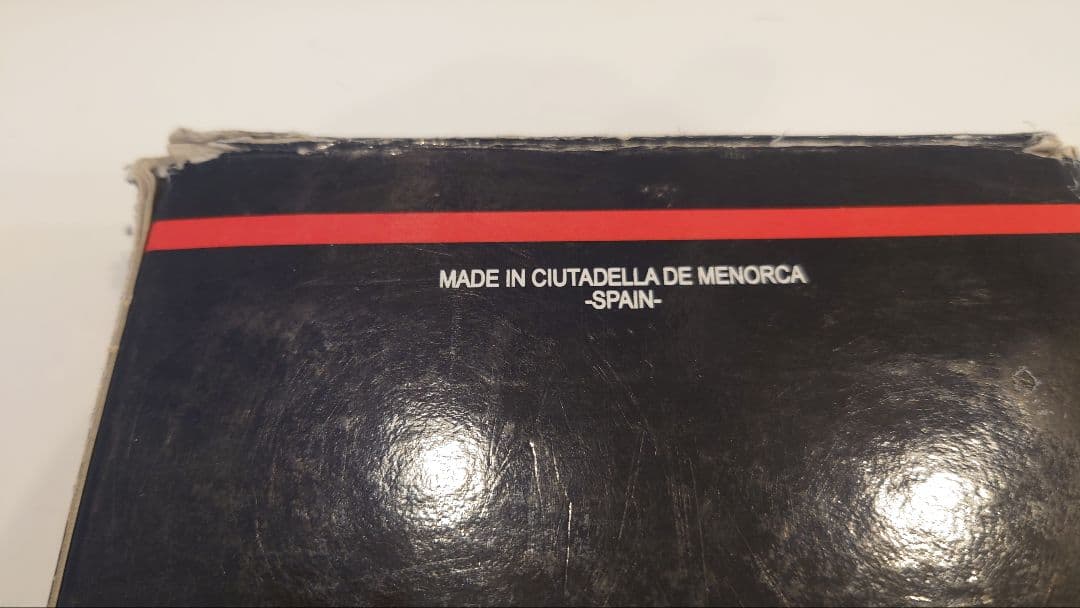 MADE IN CIUTADELLA DE MENORCA
-SPAIN-